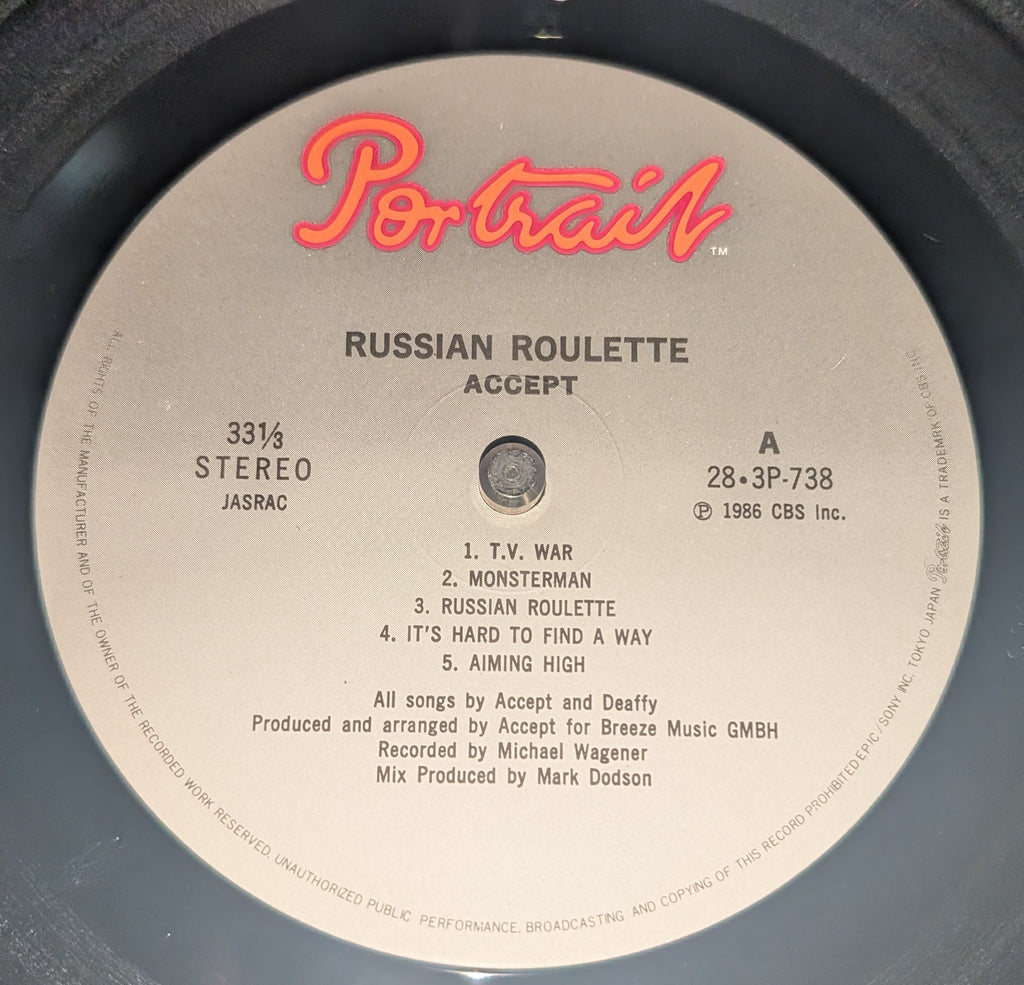 Portrait™
RUSSIAN ROULETTE
ACCEPT
33⅓
STEREO
JASRAC
A
28•3P-738
℗ 1986 CBS Inc.
1. T.V. WAR
2. MONSTERMAN
3. RUSSIAN ROULETTE
4. IT'S HARD TO FIND A WAY
5. AIMING HIGH
All songs by Accept and Deaffy
Produced and arranged by Accept for Breeze Music GMBH
Recorded by Michael Wagener
Mix Produced by Mark Dodson
ALL RIGHTS OF THE MANUFACTURER AND OF THE OWNER OF THE RECORDED WORK RESERVED. UNAUTHORIZED PUBLIC PERFORMANCE. BROADCASTING AND COPYING OF THIS RECORD PROHIBITED EPIC/SONY INC. TOKYO JAPAN Portrait IS A TRADEMRK OF CBS INC.